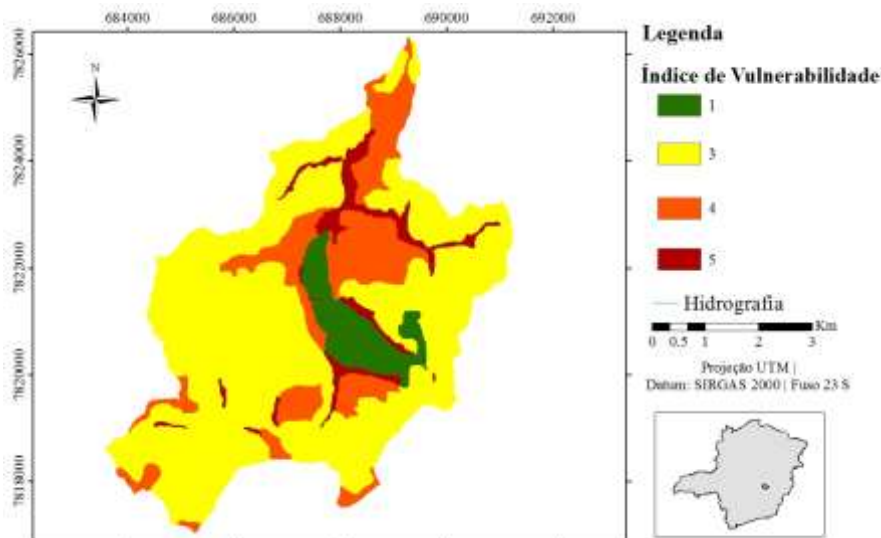 684000 686000 688000 690000 692000
Legenda
Índice de Vulnerabilidade
1
3
4
5
Hidrografia
Km
0 0.5 1 2 3
Projeção UTM |
Datum: SIRGAS 2000 | Fuso 23 S
N
7826000
7824000
7822000
7820000
7818000